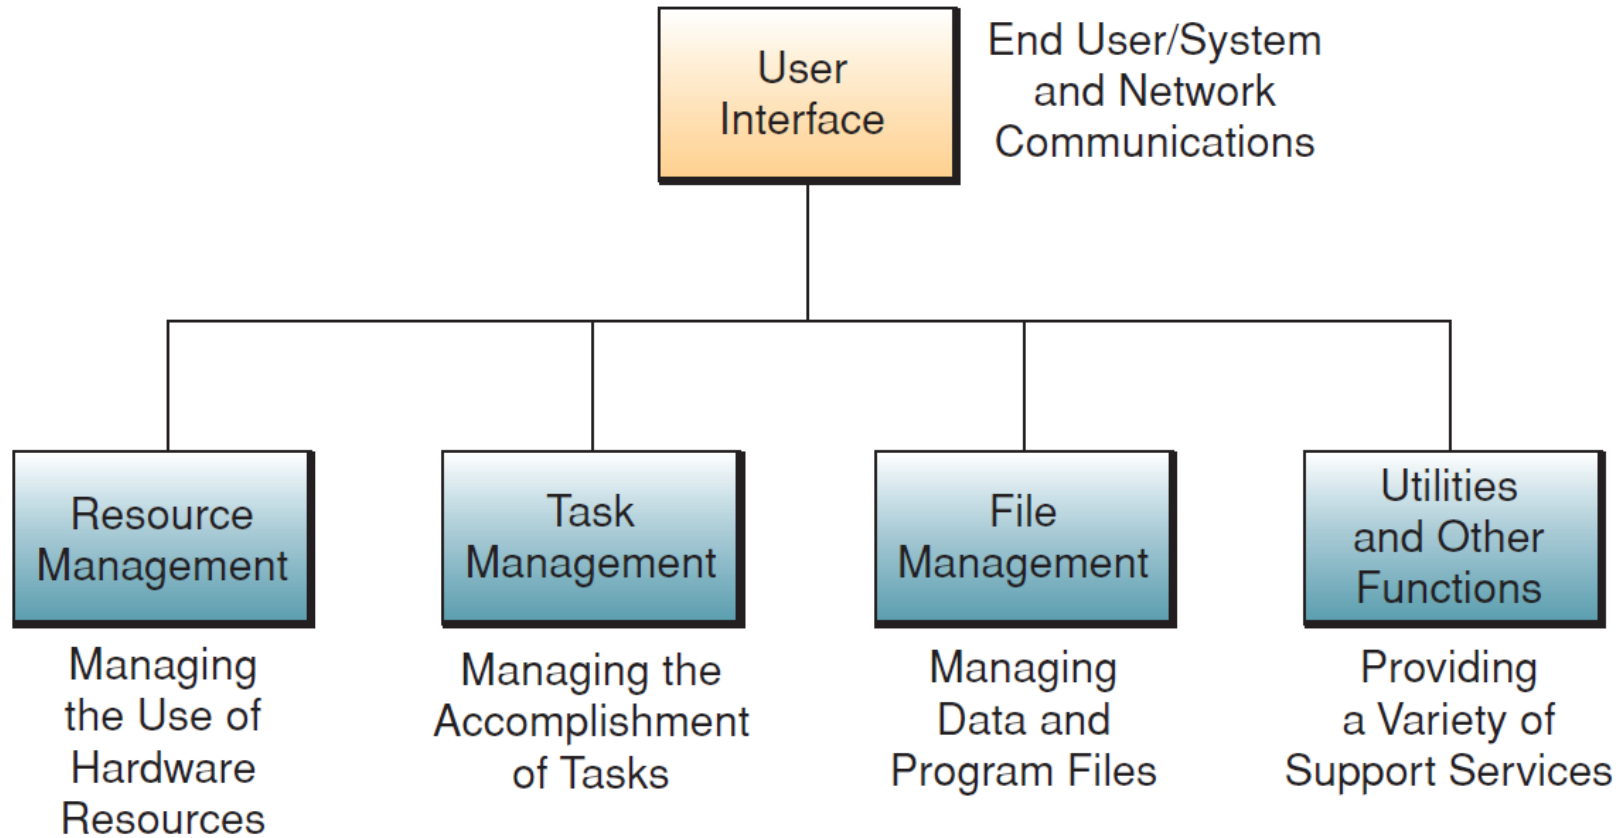 User
Interface
End User/System
and Network
Communications
Resource
Management
Managing
the Use of
Hardware
Resources
Task
Management
Managing the
Accomplishment
of Tasks
File
Management
Managing
Data and
Program Files
Utilities
and Other
Functions
Providing
a Variety of
Support Services